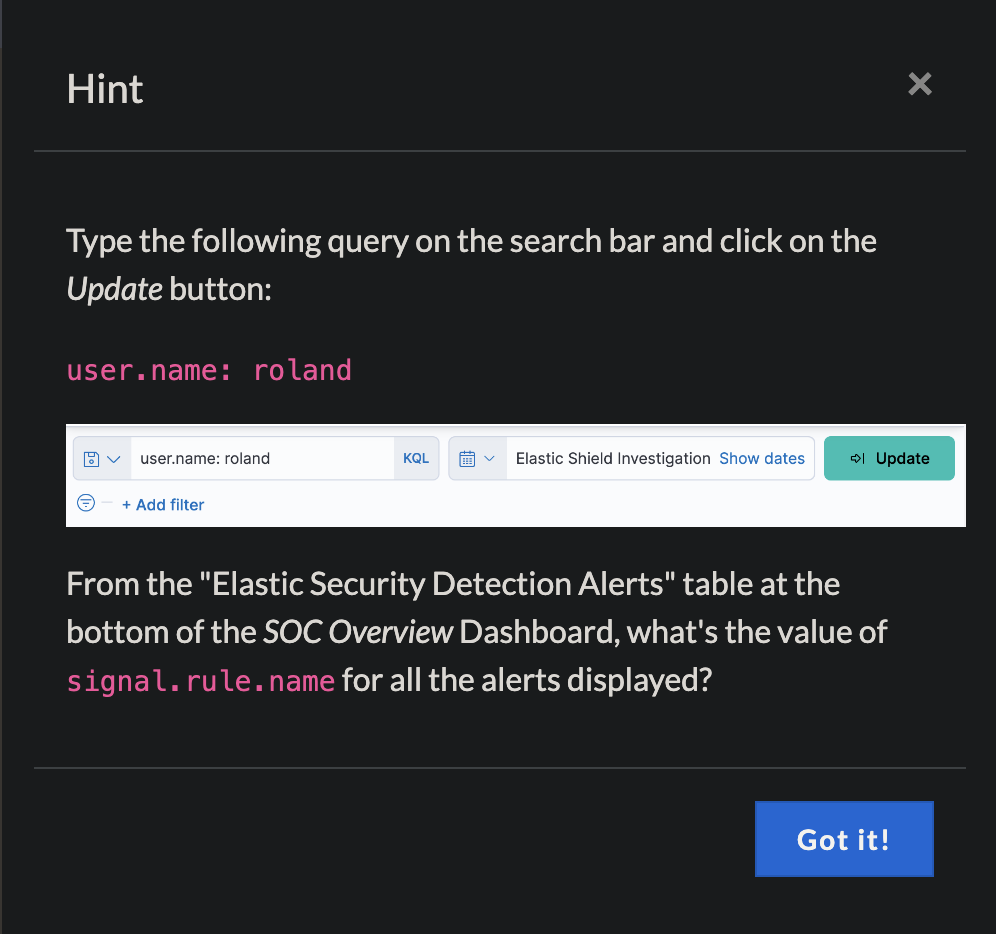 Hint
Type the following query on the search bar and click on the
Update button:
user.name: roland
user.name: roland KQL Elastic Shield Investigation Show dates Update
+ Add filter
From the "Elastic Security Detection Alerts" table at the
bottom of the SOC Overview Dashboard, what's the value of
signal.rule.name for all the alerts displayed?
Got it!